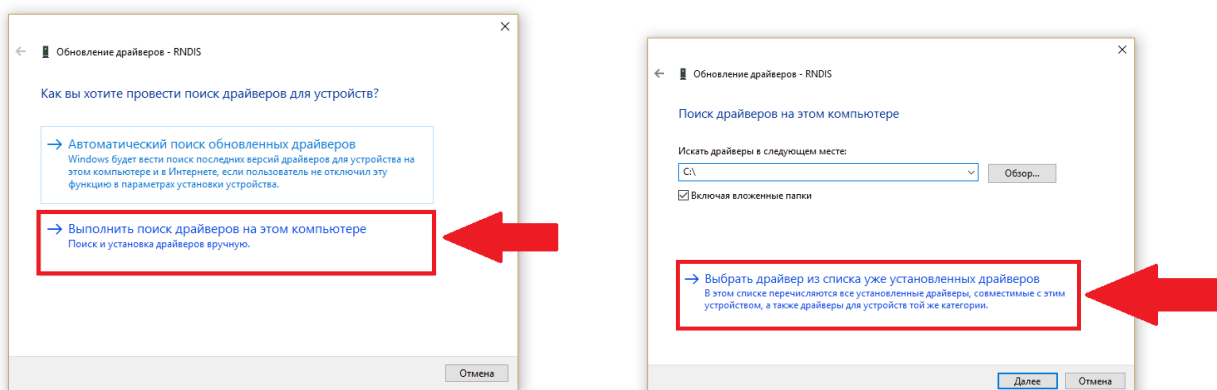 Обновление драйверов - RNDIS
Как вы хотите провести поиск драйверов для устройств?
Автоматический поиск обновленных драйверов
Windows будет вести поиск последних версий драйверов для устройства на
этом компьютере и в Интернете, если пользователь не отключил эту
функцию в параметрах установки устройства.
Выполнить поиск драйверов на этом компьютере
Поиск и установка драйверов вручную.
Отмена
Обновление драйверов - RNDIS
Поиск драйверов на этом компьютере
Искать драйверы в следующем месте:
C:\
Обзор...
Включая вложенные папки
Выбрать драйвер из списка уже установленных драйверов
В этом списке перечисляются все установленные драйверы, совместимые с этим
устройством, а также драйверы для устройств той же категории.
Далее
Отмена